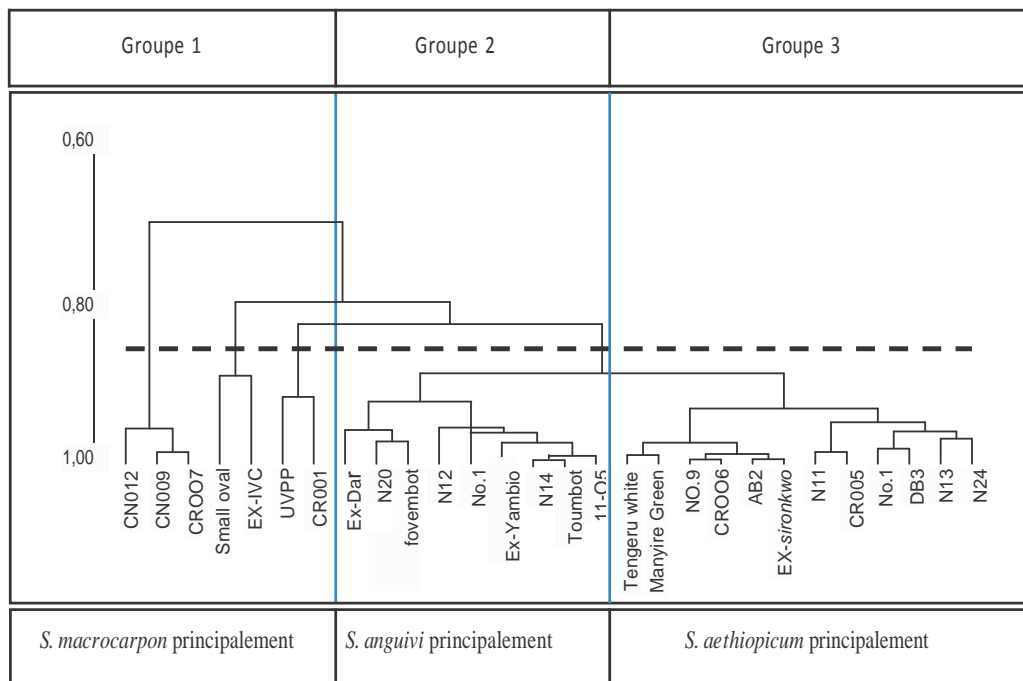 Groupe 1
Groupe 2
Groupe 3
0,60
0,80
1,00
CN012
CN009
CROO7
Small oval
EX-IVC
UVPP
CR001
Ex-Dar
N20
fovembot
N12
No.1
Ex-Yambio
N14
Toumbot
11-O5
Tengeru white
Manyire Green
NO.9
CROO6
AB2
EX-sironkwo
N11
CR005
No.1
DB3
N13
N24
S. macrocarpon principalement
S. anguivi principalement
S. aethiopicum principalement